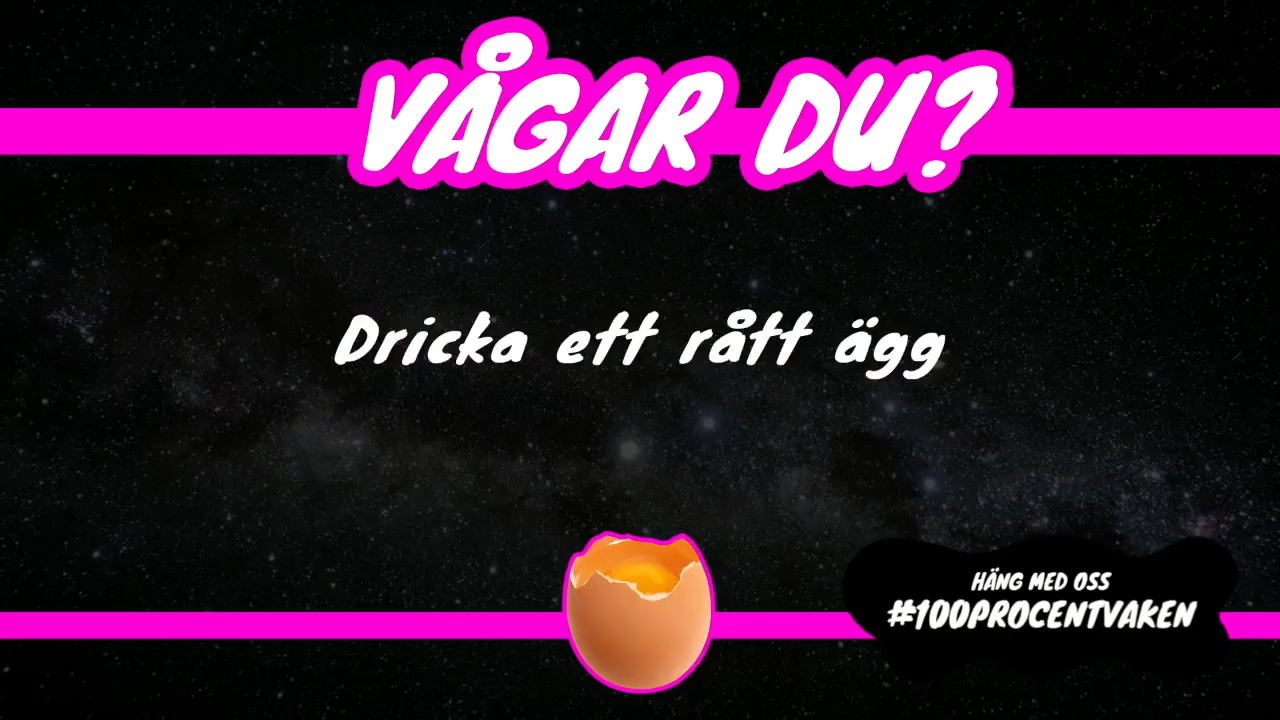 VÅGAR DU?
Dricka ett rått ägg
HÄNG MED OSS
#100PROCENTVAKEN